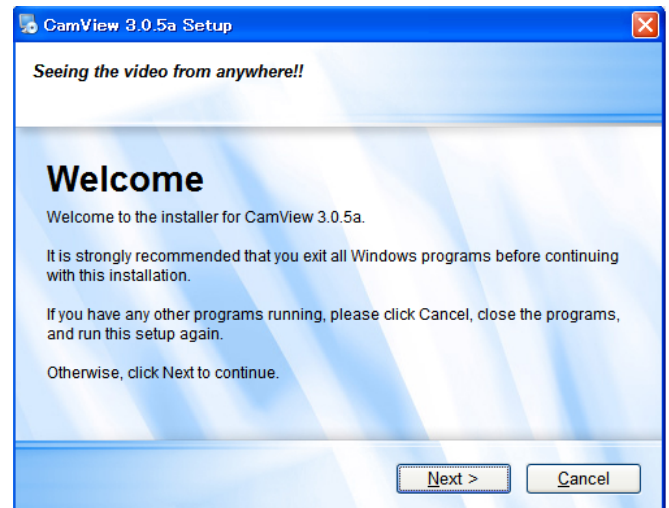 CamView 3.0.5a Setup
Seeing the video from anywhere!!
Welcome
Welcome to the installer for CamView 3.0.5a.
It is strongly recommended that you exit all Windows programs before continuing
with this installation.
If you have any other programs running, please click Cancel, close the programs,
and run this setup again.
Otherwise, click Next to continue.
Next >
Cancel